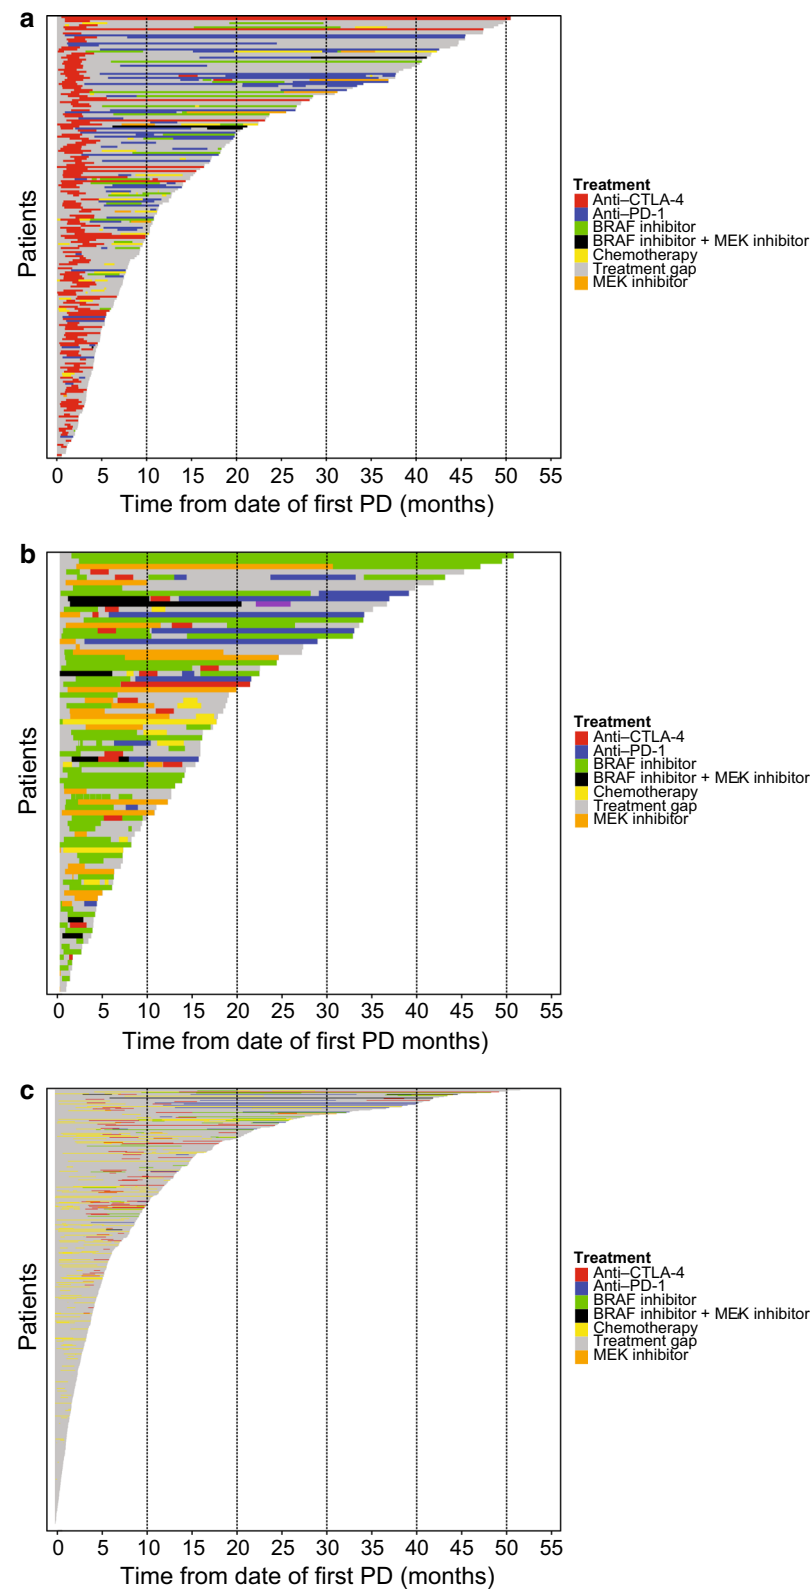 a
Patients
Treatment
Anti–CTLA-4
Anti–PD-1
BRAF inhibitor
BRAF inhibitor + MEK inhibitor
Chemotherapy
Treatment gap
MEK inhibitor
0 5 10 15 20 25 30 35 40 45 50 55
Time from date of first PD (months)
b
Patients
Treatment
Anti–CTLA-4
Anti–PD-1
BRAF inhibitor
BRAF inhibitor + MEK inhibitor
Chemotherapy
Treatment gap
MEK inhibitor
0 5 10 15 20 25 30 35 40 45 50 55
Time from date of first PD months)
c
Patients
Treatment
Anti–CTLA-4
Anti–PD-1
BRAF inhibitor
BRAF inhibitor + MEK inhibitor
Chemotherapy
Treatment gap
MEK inhibitor
0 5 10 15 20 25 30 35 40 45 50 55
Time from date of first PD (months)